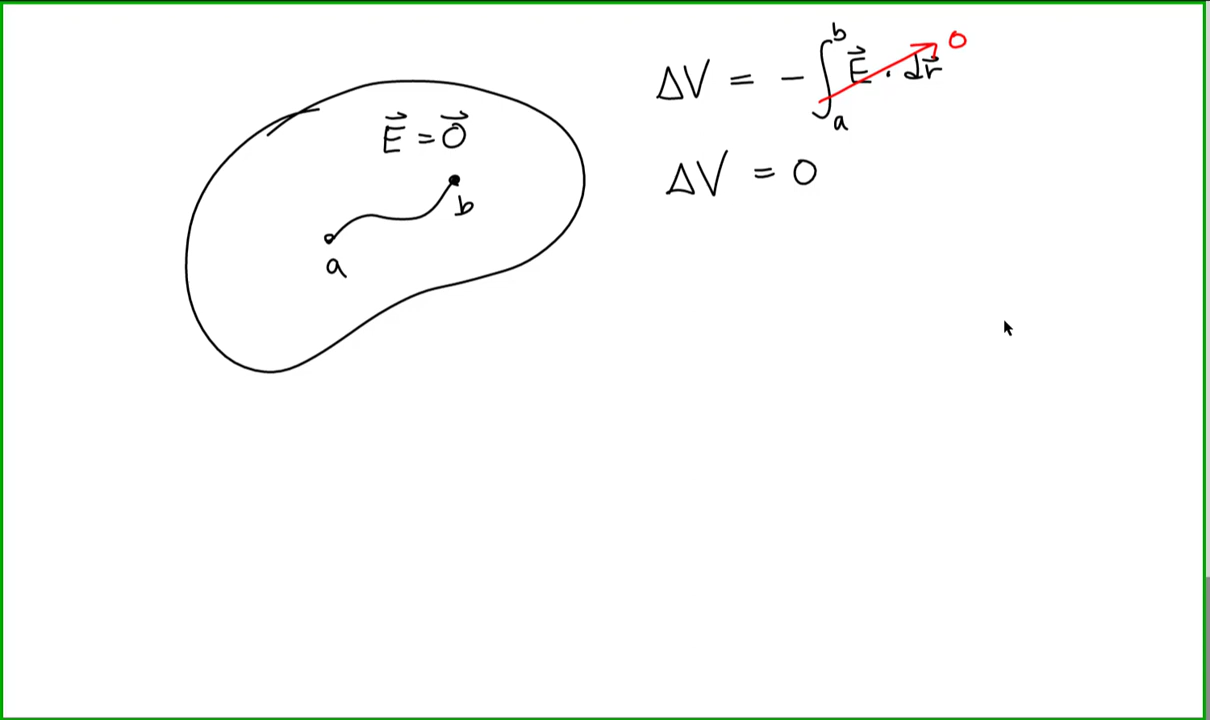 ΔV = - ∫ₐᵇ E⃗ · dr⃗ 0
E⃗ = 0⃗
ΔV = 0
b
a